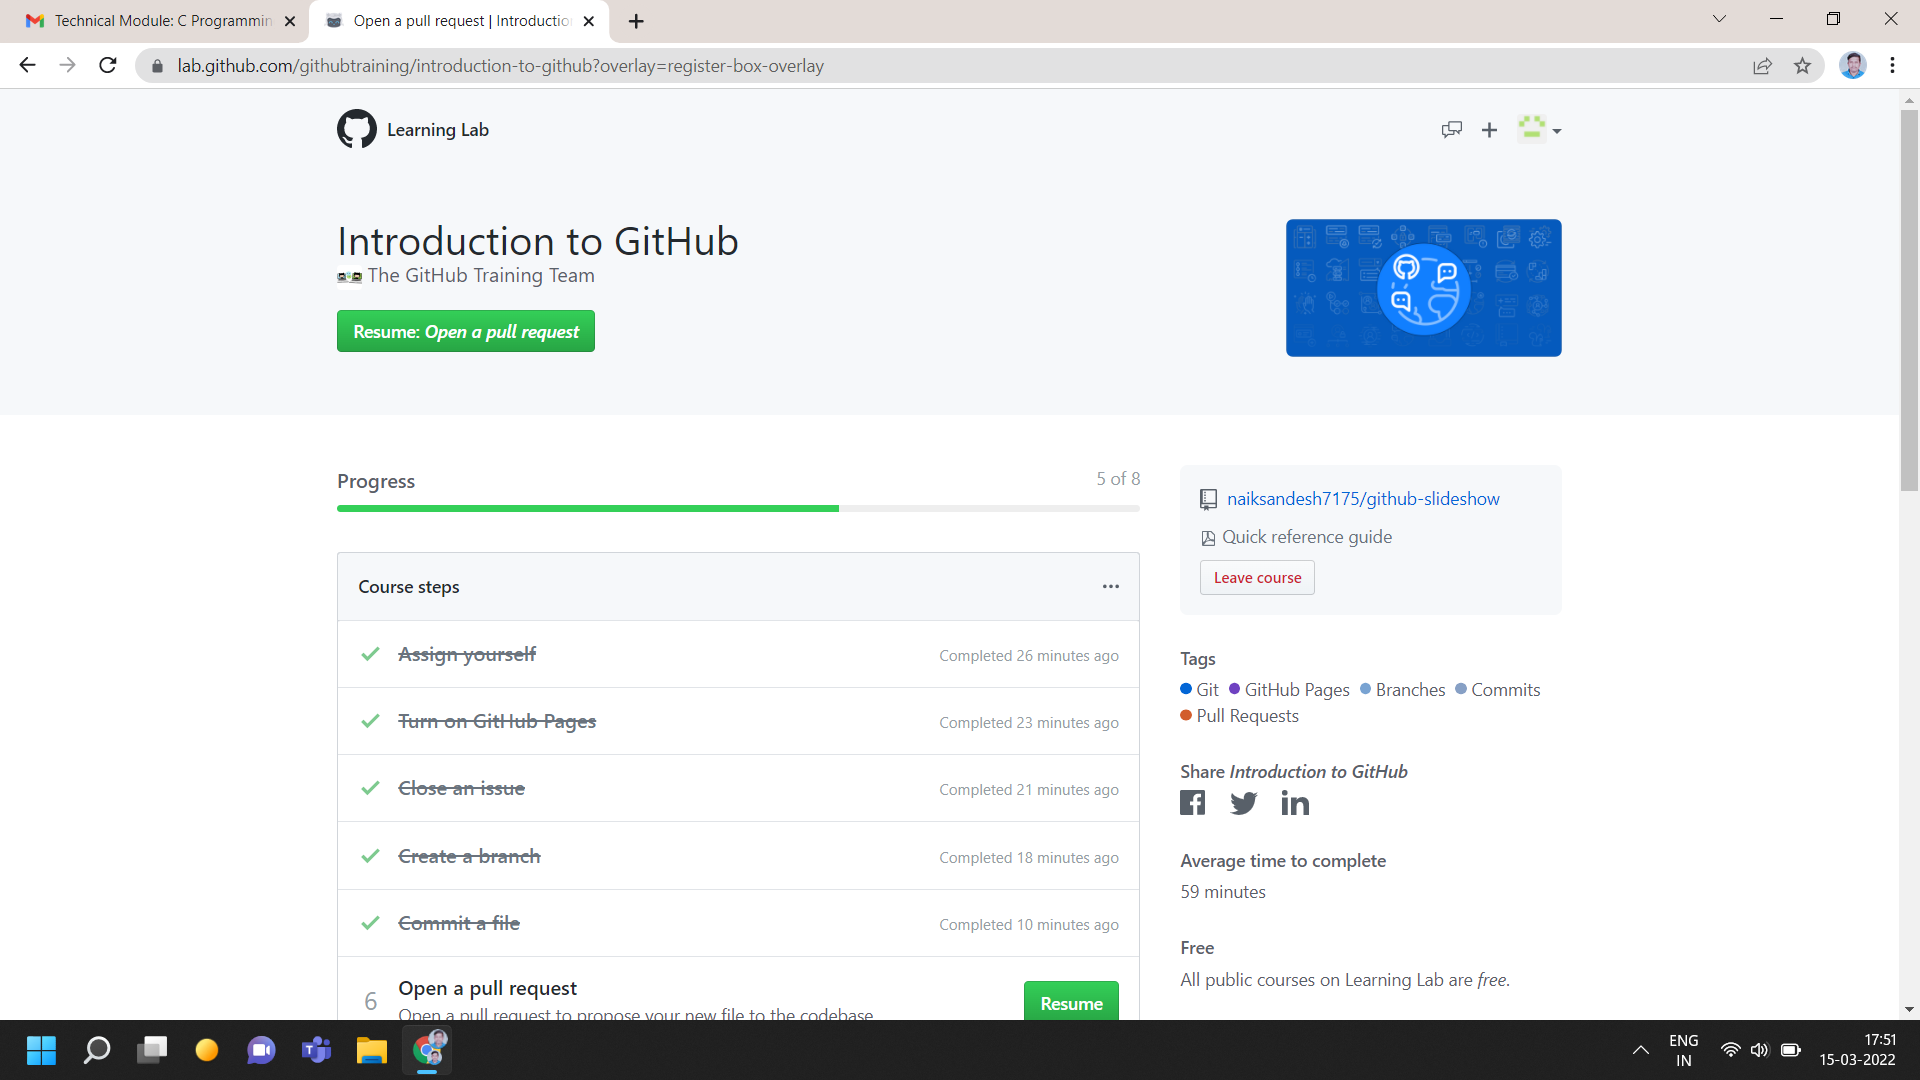 Technical Module: C Programmin
Open a pull request | Introductio
lab.github.com/githubtraining/introduction-to-github?overlay=register-box-overlay
Learning Lab
Introduction to GitHub
The GitHub Training Team
Resume: Open a pull request
Progress
5 of 8
Course steps
Assign yourself
Completed 26 minutes ago
Turn on GitHub Pages
Completed 23 minutes ago
Close an issue
Completed 21 minutes ago
Create a branch
Completed 18 minutes ago
Commit a file
Completed 10 minutes ago
6
Open a pull request
Open a pull request to propose your new file to the codebase
Resume
naiksandesh7175/github-slideshow
Quick reference guide
Leave course
Tags
Git GitHub Pages Branches Commits
Pull Requests
Share Introduction to GitHub
Average time to complete
59 minutes
Free
All public courses on Learning Lab are free.
ENG
IN
17:51
15-03-2022